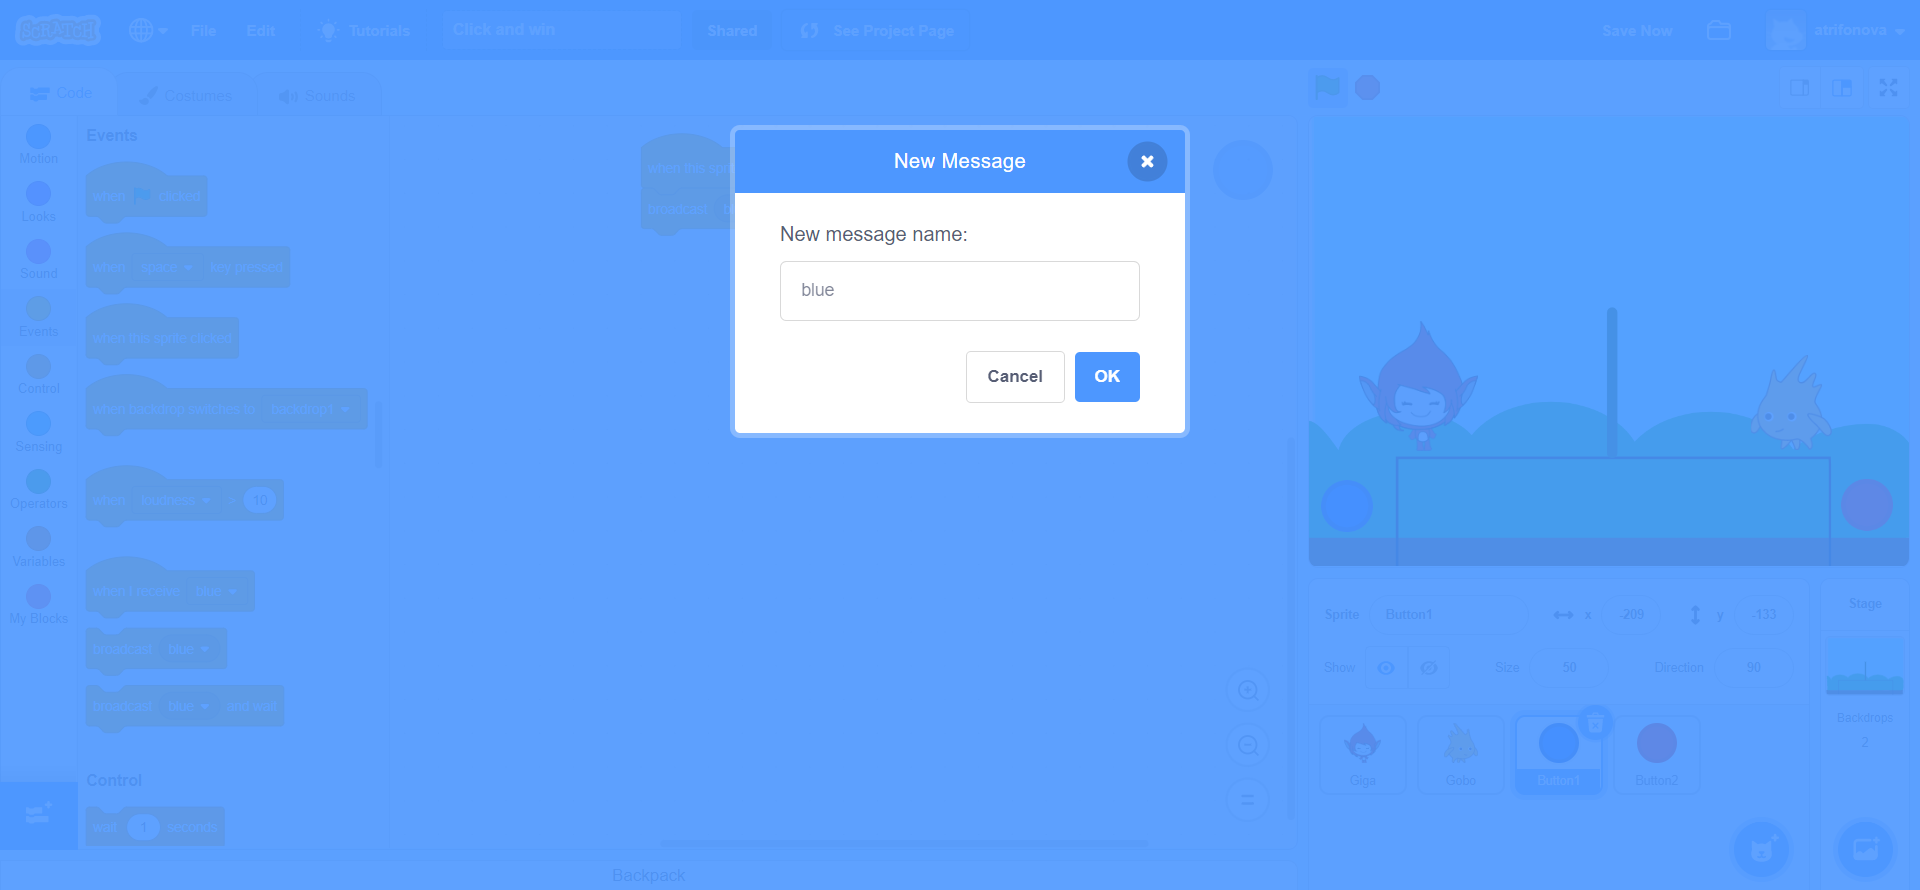 SCRATCH
File
Edit
Tutorials
Click and win
Shared
See Project Page
Save Now
atrifonova
Code
Costumes
Sounds
Motion
Looks
Sound
Events
Control
Sensing
Operators
Variables
My Blocks
Events
when clicked
when space key pressed
when this sprite clicked
when backdrop switches to backdrop1
when loudness > 10
when I receive blue
broadcast blue
broadcast blue and wait
Control
wait 1 seconds
when this spri
broadcast
New Message
New message name:
blue
Cancel
OK
Backpack
Sprite
Button1
x
-209
y
-133
Show
Size
50
Direction
90
Giga
Gobo
Button1
Button2
Stage
Backdrops
2